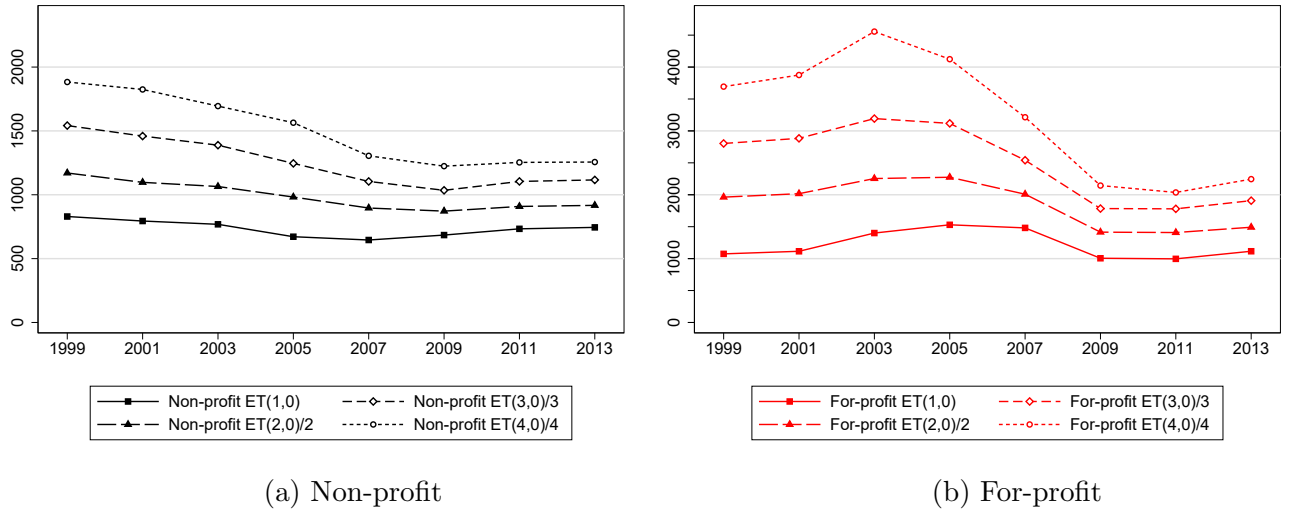 2000
1500
1000
500
0
1999 2001 2003 2005 2007 2009 2011 2013
Non-profit ET(1,0) Non-profit ET(3,0)/3
Non-profit ET(2,0)/2 Non-profit ET(4,0)/4
(a) Non-profit
4000
3000
2000
1000
0
1999 2001 2003 2005 2007 2009 2011 2013
For-profit ET(1,0) For-profit ET(3,0)/3
For-profit ET(2,0)/2 For-profit ET(4,0)/4
(b) For-profit